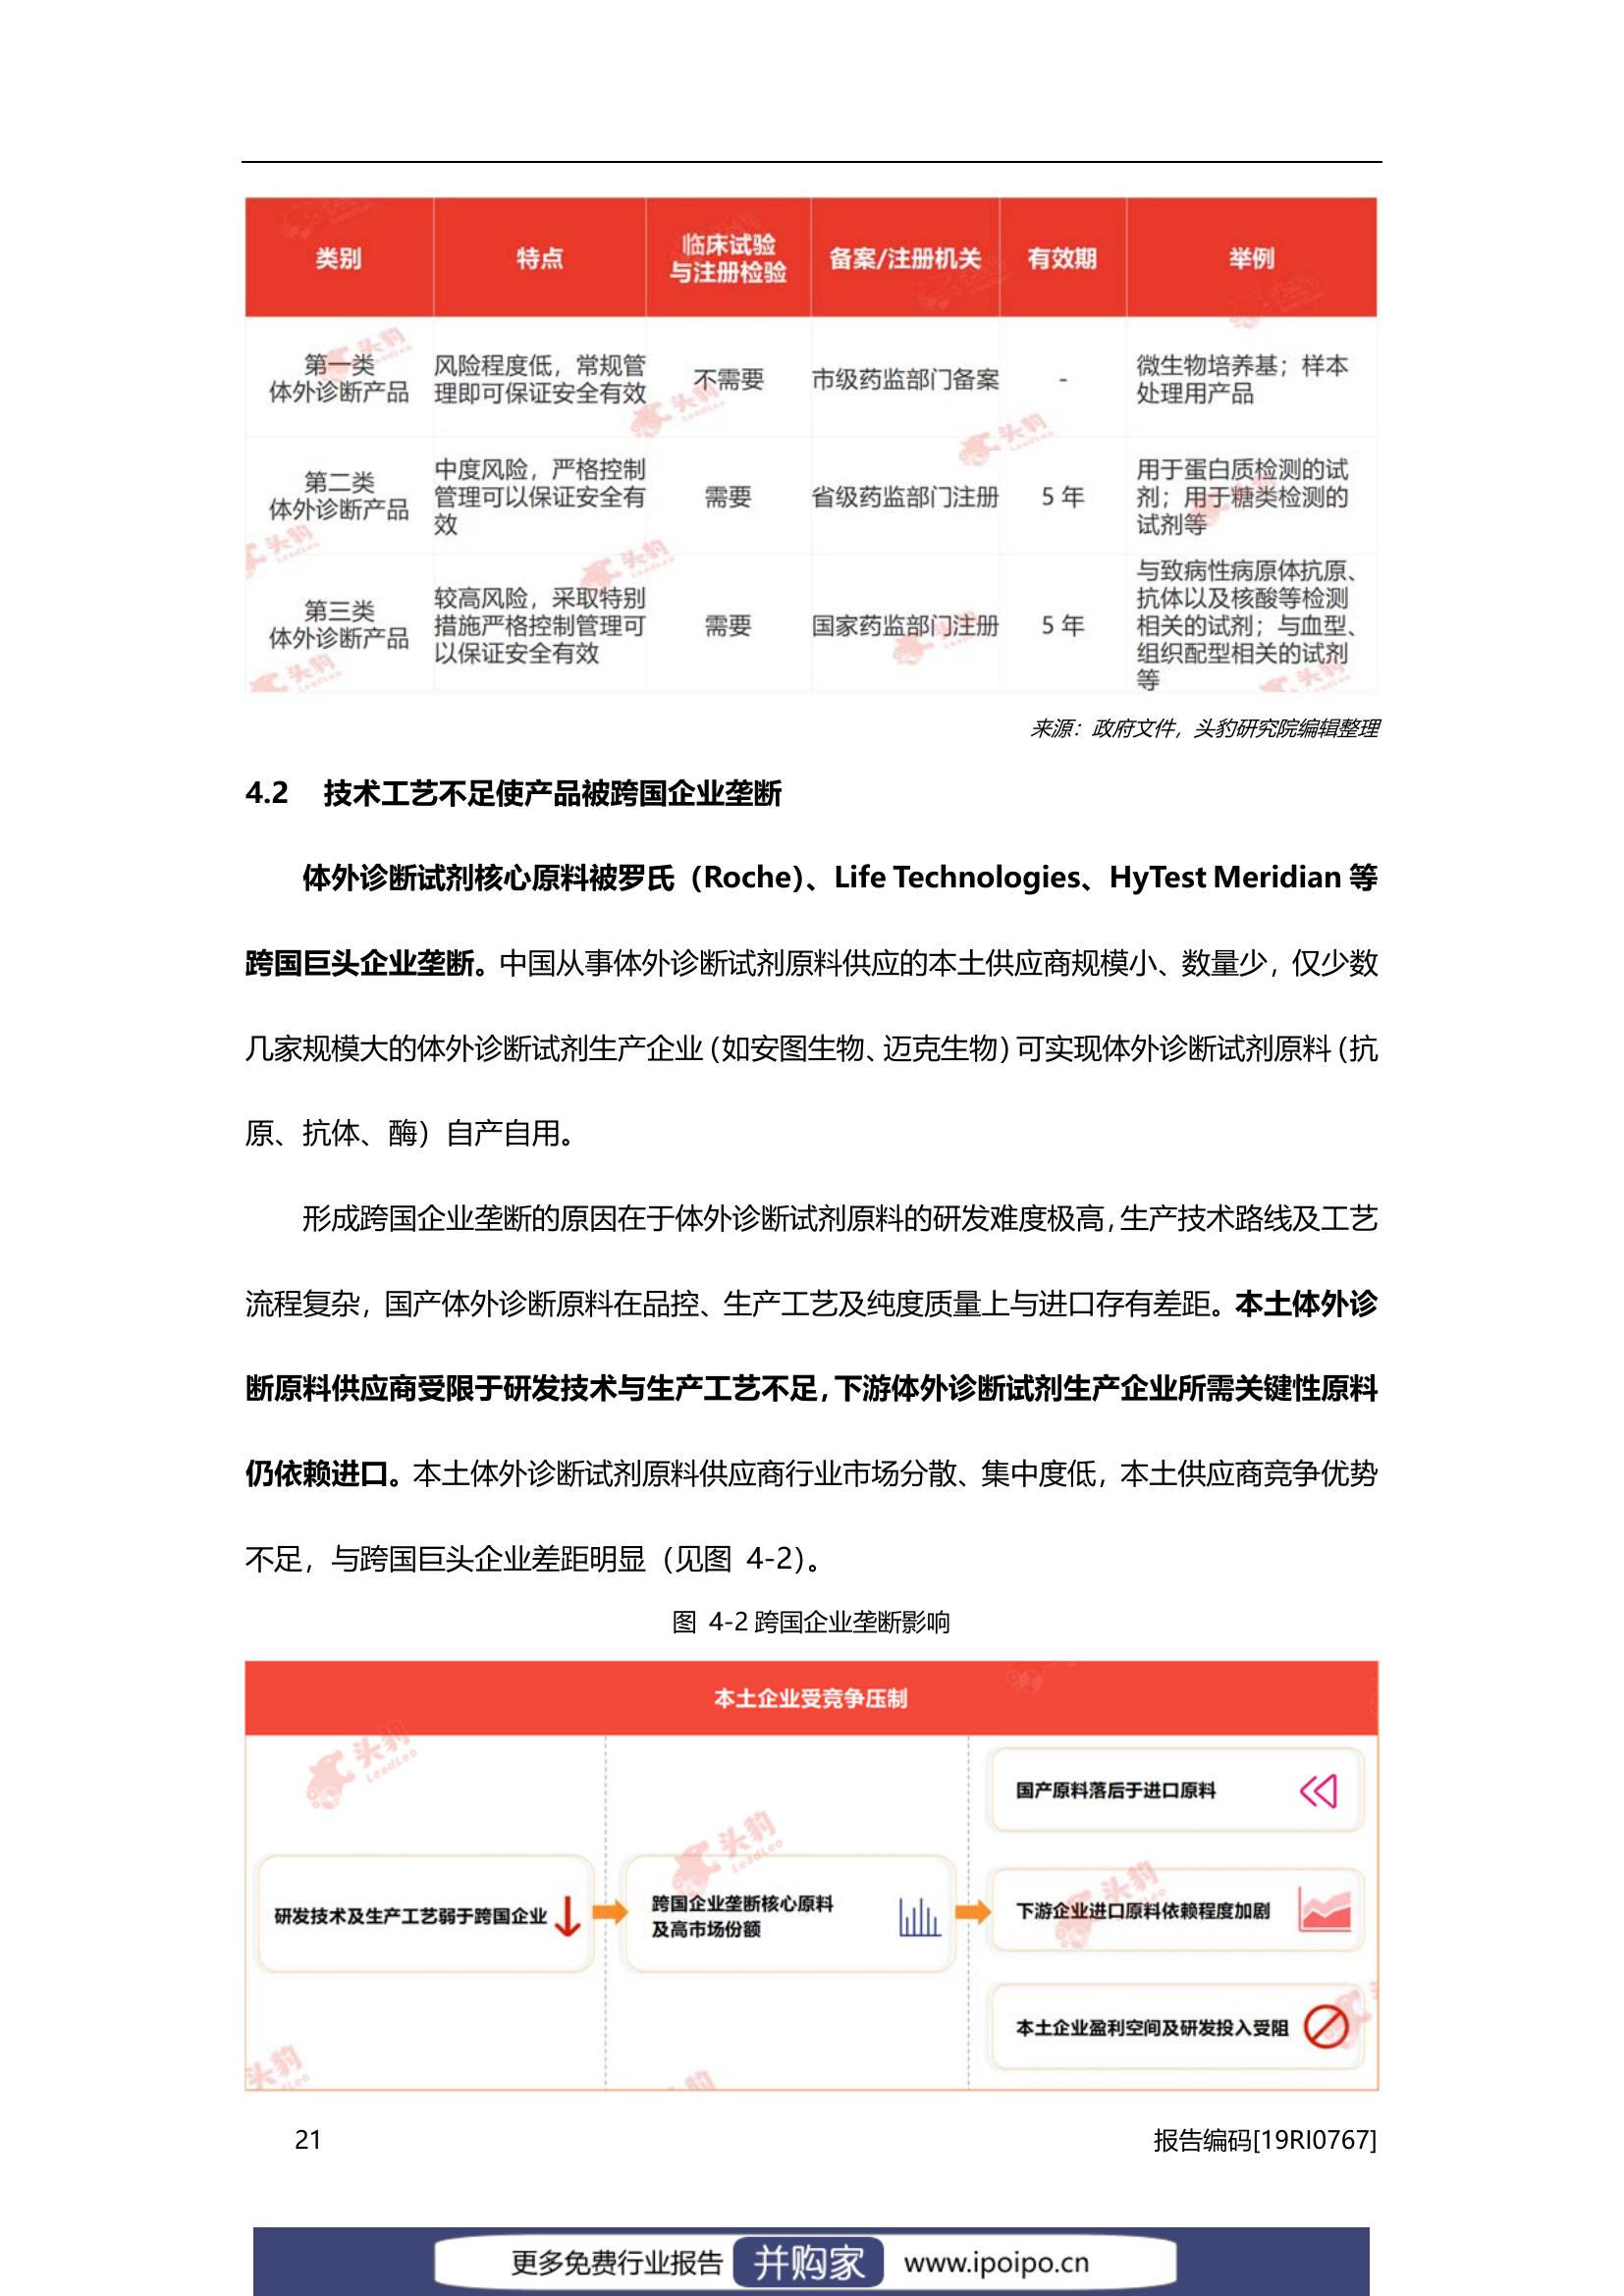 类别 特点 临床试验与注册检验 备案/注册机关 有效期 举例
第一类
体外诊断产品
风险程度低，常规管
理即可保证安全有效
不需要
市级药监部门备案
-
微生物培养基；样本
处理用产品
第二类
体外诊断产品
中度风险，严格控制
管理可以保证安全有
效
需要
省级药监部门注册
5 年
用于蛋白质检测的试
剂；用于糖类检测的
试剂等
第三类
体外诊断产品
较高风险，采取特别
措施严格控制管理可
以保证安全有效
需要
国家药监部门注册
5 年
与致病性病原体抗原、
抗体以及核酸等检测
相关的试剂；与血型、
组织配型相关的试剂
等
来源：政府文件，头豹研究院编辑整理
4.2 技术工艺不足使产品被跨国企业垄断
体外诊断试剂核心原料被罗氏（Roche）、Life Technologies、HyTest Meridian 等
跨国巨头企业垄断。中国从事体外诊断试剂原料供应的本土供应商规模小、数量少，仅少数
几家规模大的体外诊断试剂生产企业（如安图生物、迈克生物）可实现体外诊断试剂原料（抗
原、抗体、酶）自产自用。
形成跨国企业垄断的原因在于体外诊断试剂原料的研发难度极高，生产技术路线及工艺
流程复杂，国产体外诊断原料在品控、生产工艺及纯度质量上与进口存有差距。本土体外诊
断原料供应商受限于研发技术与生产工艺不足，下游体外诊断试剂生产企业所需关键性原料
仍依赖进口。本土体外诊断试剂原料供应商行业市场分散、集中度低，本土供应商竞争优势
不足，与跨国巨头企业差距明显（见图 4-2）。
图 4-2 跨国企业垄断影响
本土企业受竞争压制
研发技术及生产工艺弱于跨国企业
跨国企业垄断核心原料
及高市场份额
国产原料落后于进口原料
下游企业进口原料依赖程度加剧
本土企业盈利空间及研发投入受阻
头豹
LeadLeo
21
报告编码[19RI0767]
更多免费行业报告 并购家 www.ipoipo.cn